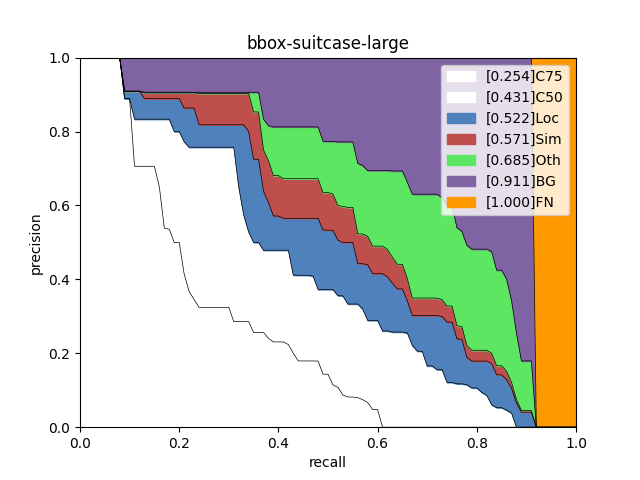 bbox-suitcase-large
1.0
0.8
0.6
0.4
0.2
0.0
precision
[0.254]C75
[0.431]C50
[0.522]Loc
[0.571]Sim
[0.685]Oth
[0.911]BG
[1.000]FN
0.0 0.2 0.4 0.6 0.8 1.0
recall